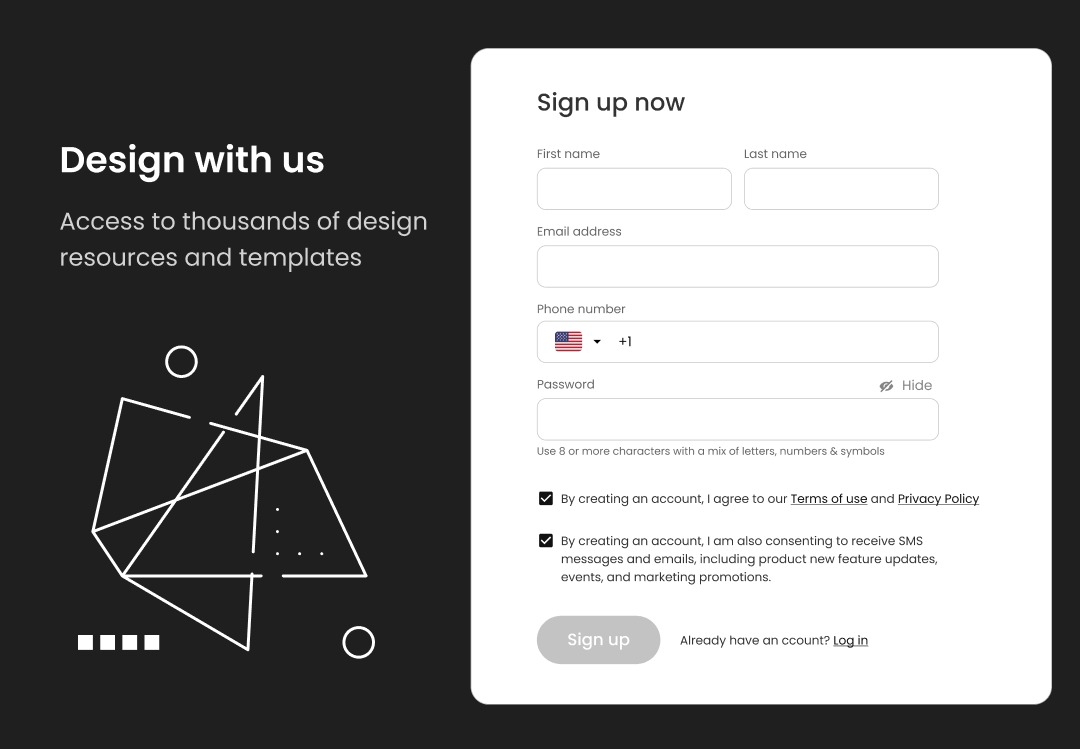 Design with us
Access to thousands of design
resources and templates
Sign up now
First name
Last name
Email address
Phone number
+1
Password
Hide
Use 8 or more characters with a mix of letters, numbers & symbols
By creating an account, I agree to our Terms of use and Privacy Policy
By creating an account, I am also consenting to receive SMS
messages and emails, including product new feature updates,
events, and marketing promotions.
Sign up
Already have an ccount? Log in